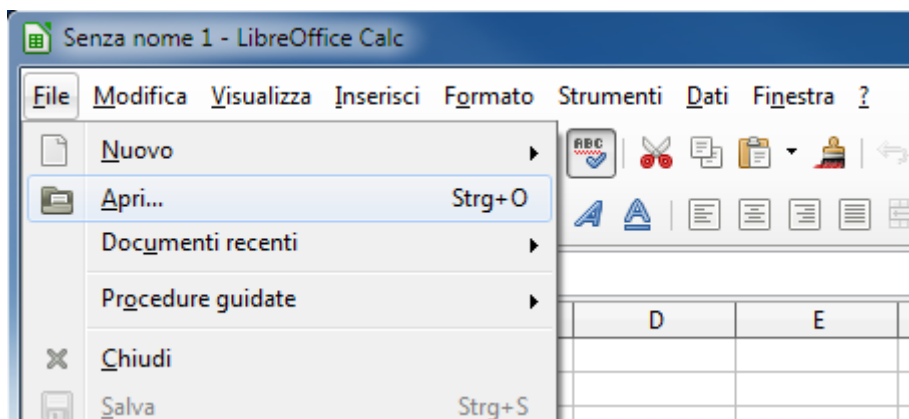 Senza nome 1 - LibreOffice Calc
File Modifica Visualizza Inserisci Formato Strumenti Dati Finestra ?
Nuovo
ABC
Apri... Strg+O
Documenti recenti
Procedure guidate
D E
Chiudi
Salva Strg+S